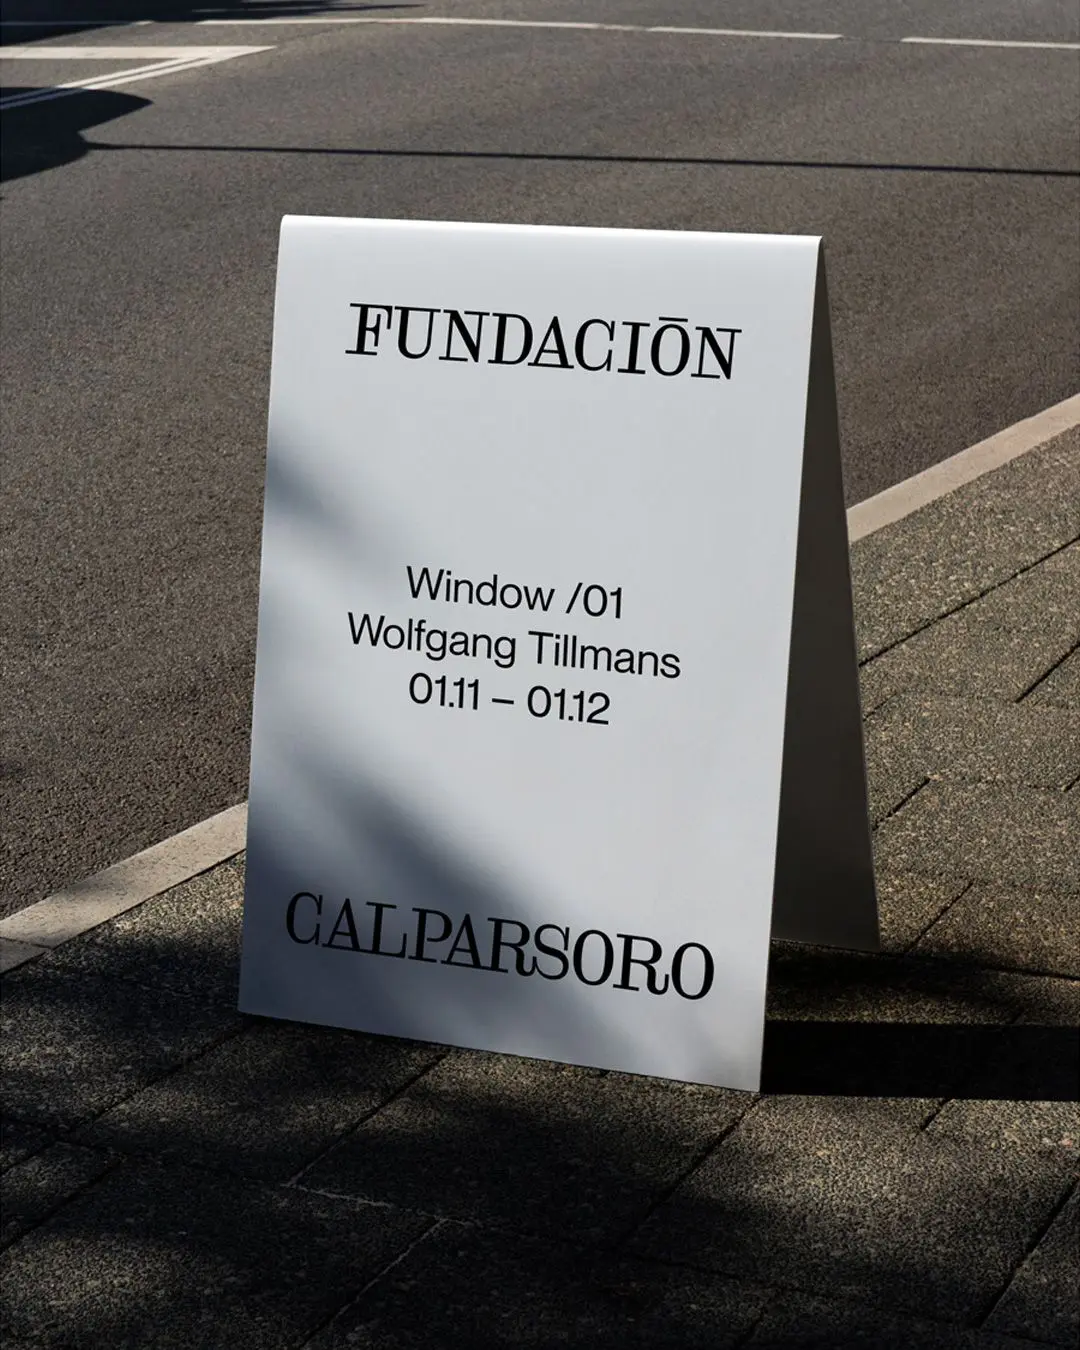 FUNDACIŌN
Window /01
Wolfgang Tillmans
01.11 – 01.12
CALPARSORO